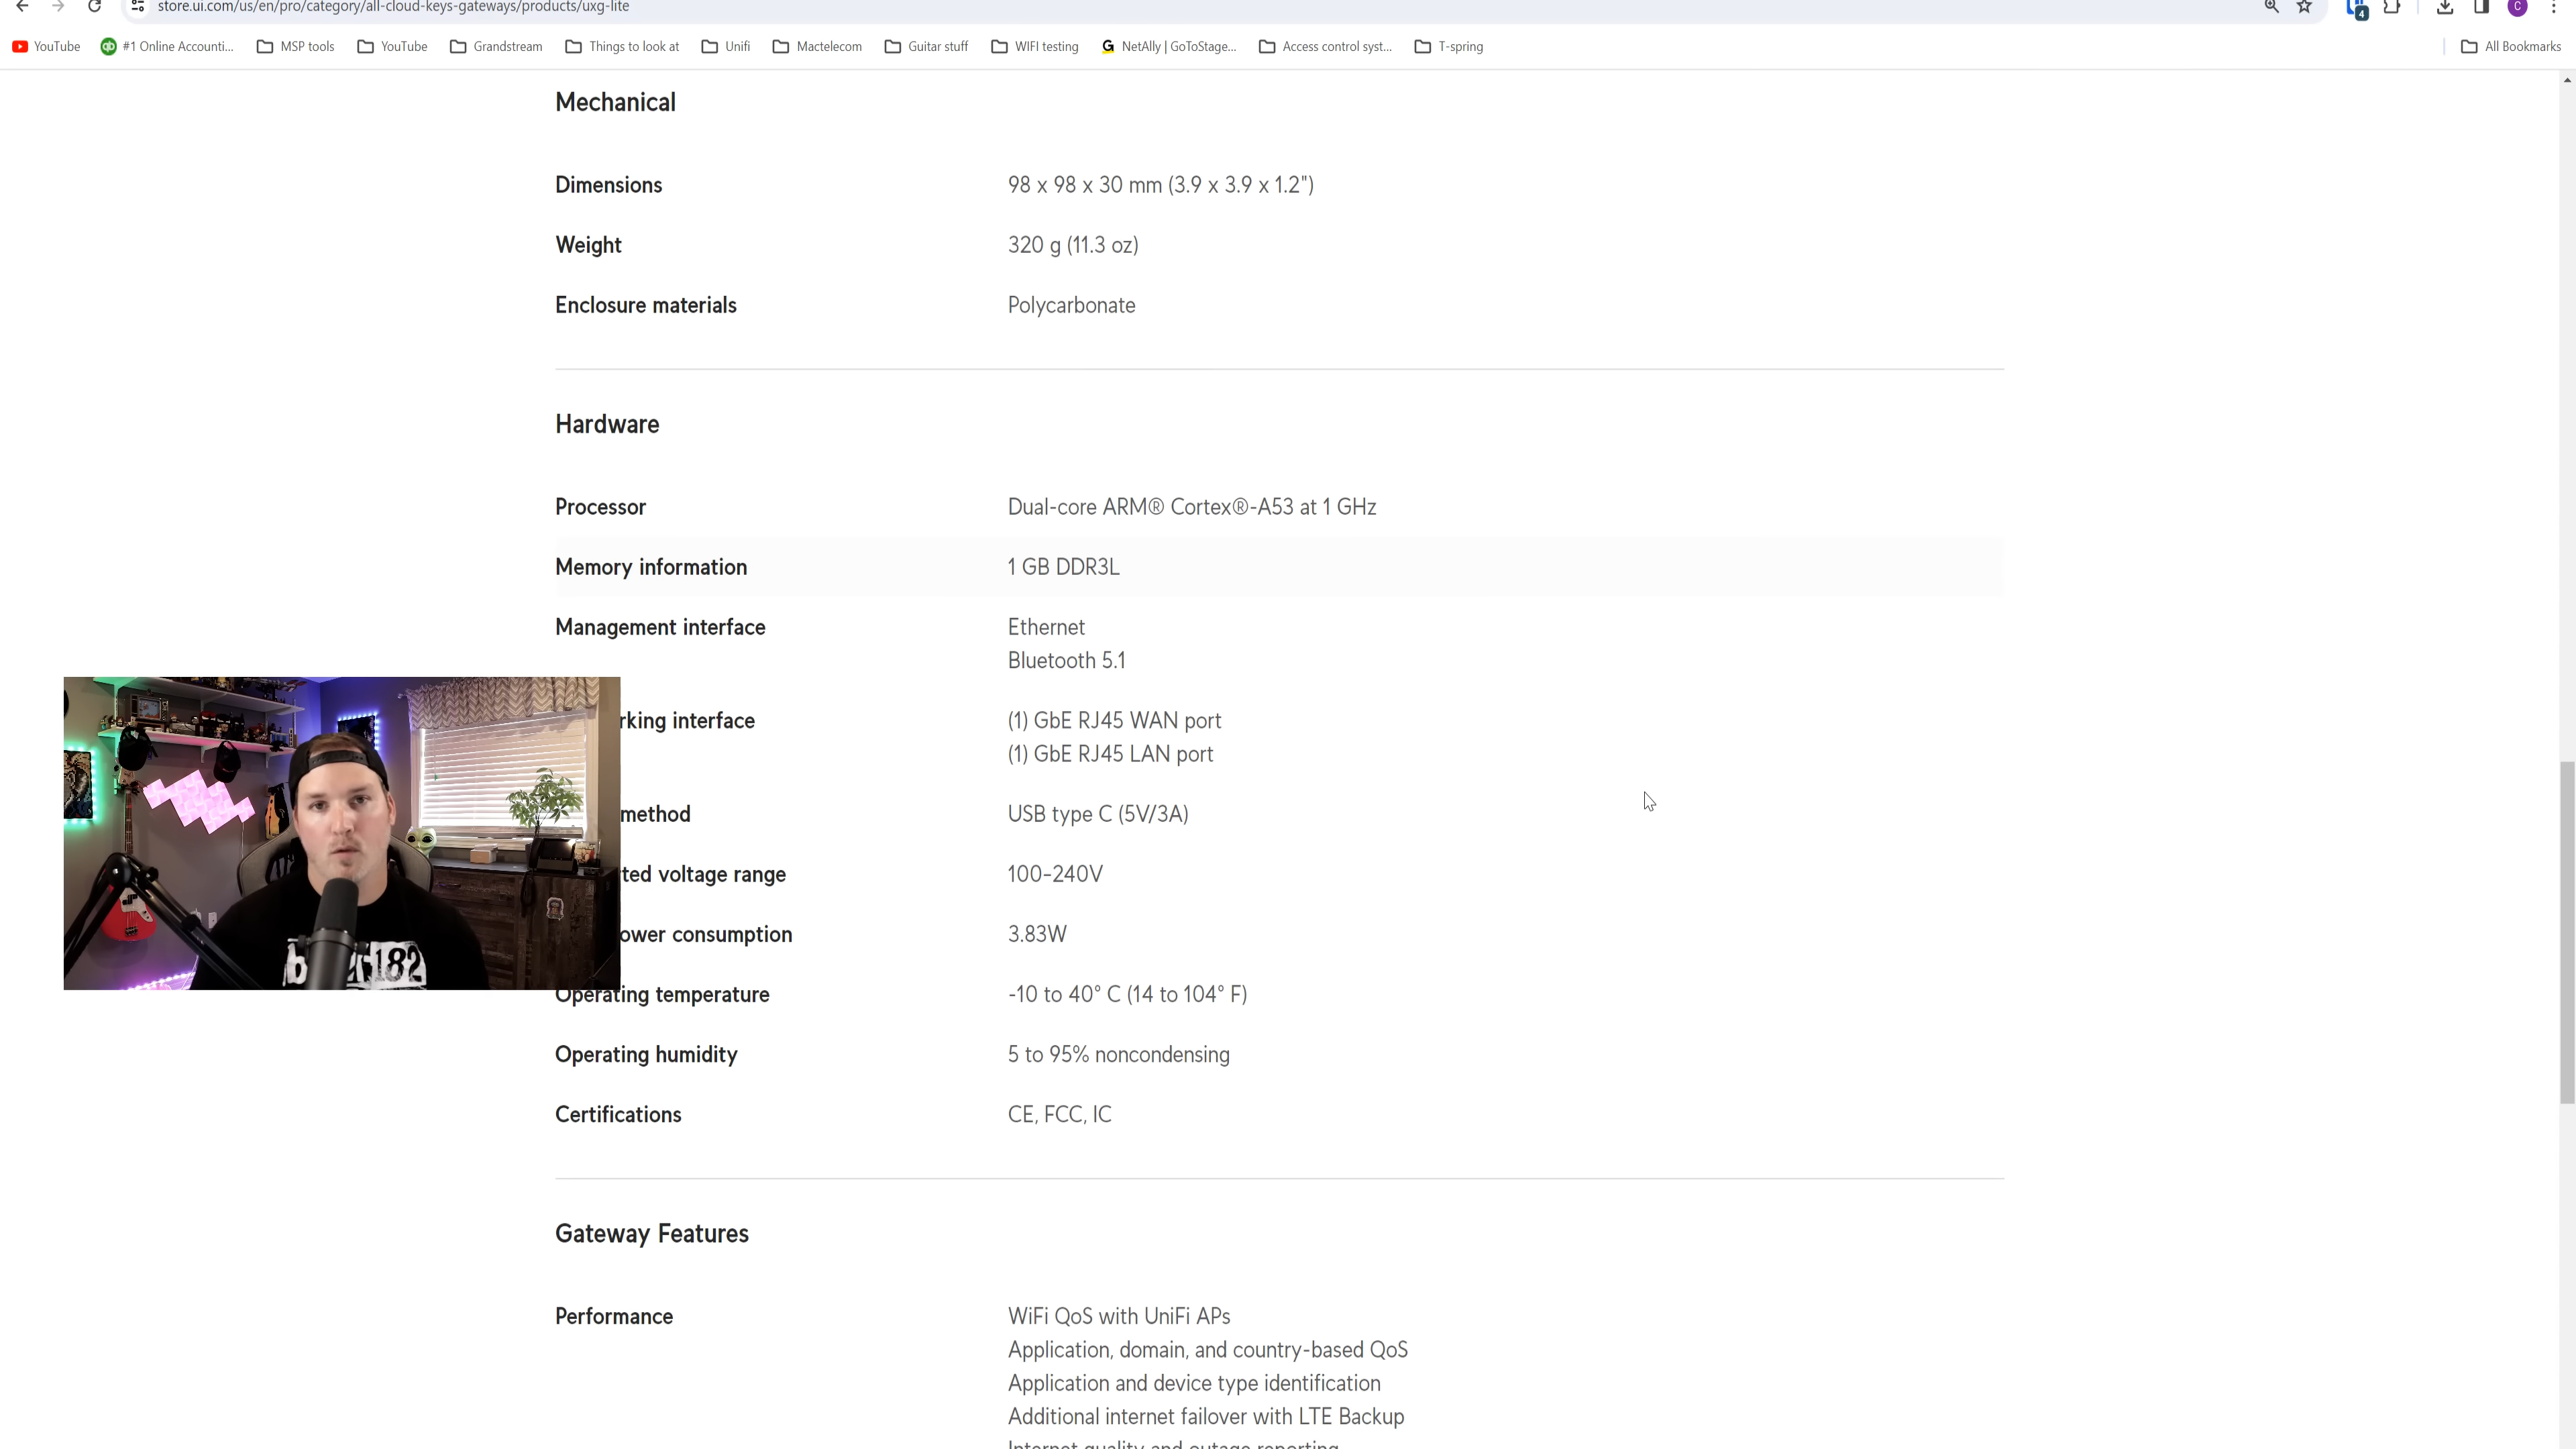 store.ui.com/us/en/pro/category/all-cloud-keys-gateways/products/uxg-lite
4
C
YouTube
#1 Online Accounti...
MSP tools
YouTube
Grandstream
Things to look at
Unifi
Mactelecom
Guitar stuff
WIFI testing
NetAlly | GoToStage...
Access control syst...
T-spring
All Bookmarks
Mechanical
Dimensions 98 x 98 x 30 mm (3.9 x 3.9 x 1.2")
Weight 320 g (11.3 oz)
Enclosure materials Polycarbonate
Hardware
Processor Dual-core ARM® Cortex®-A53 at 1 GHz
Memory information 1 GB DDR3L
Management interface Ethernet
Bluetooth 5.1
rking interface (1) GbE RJ45 WAN port
(1) GbE RJ45 LAN port
method USB type C (5V/3A)
ted voltage range 100-240V
ower consumption 3.83W
Operating temperature -10 to 40° C (14 to 104° F)
Operating humidity 5 to 95% noncondensing
Certifications CE, FCC, IC
Gateway Features
Performance WiFi QoS with UniFi APs
Application, domain, and country-based QoS
Application and device type identification
Additional internet failover with LTE Backup
Internet quality and outage reporting